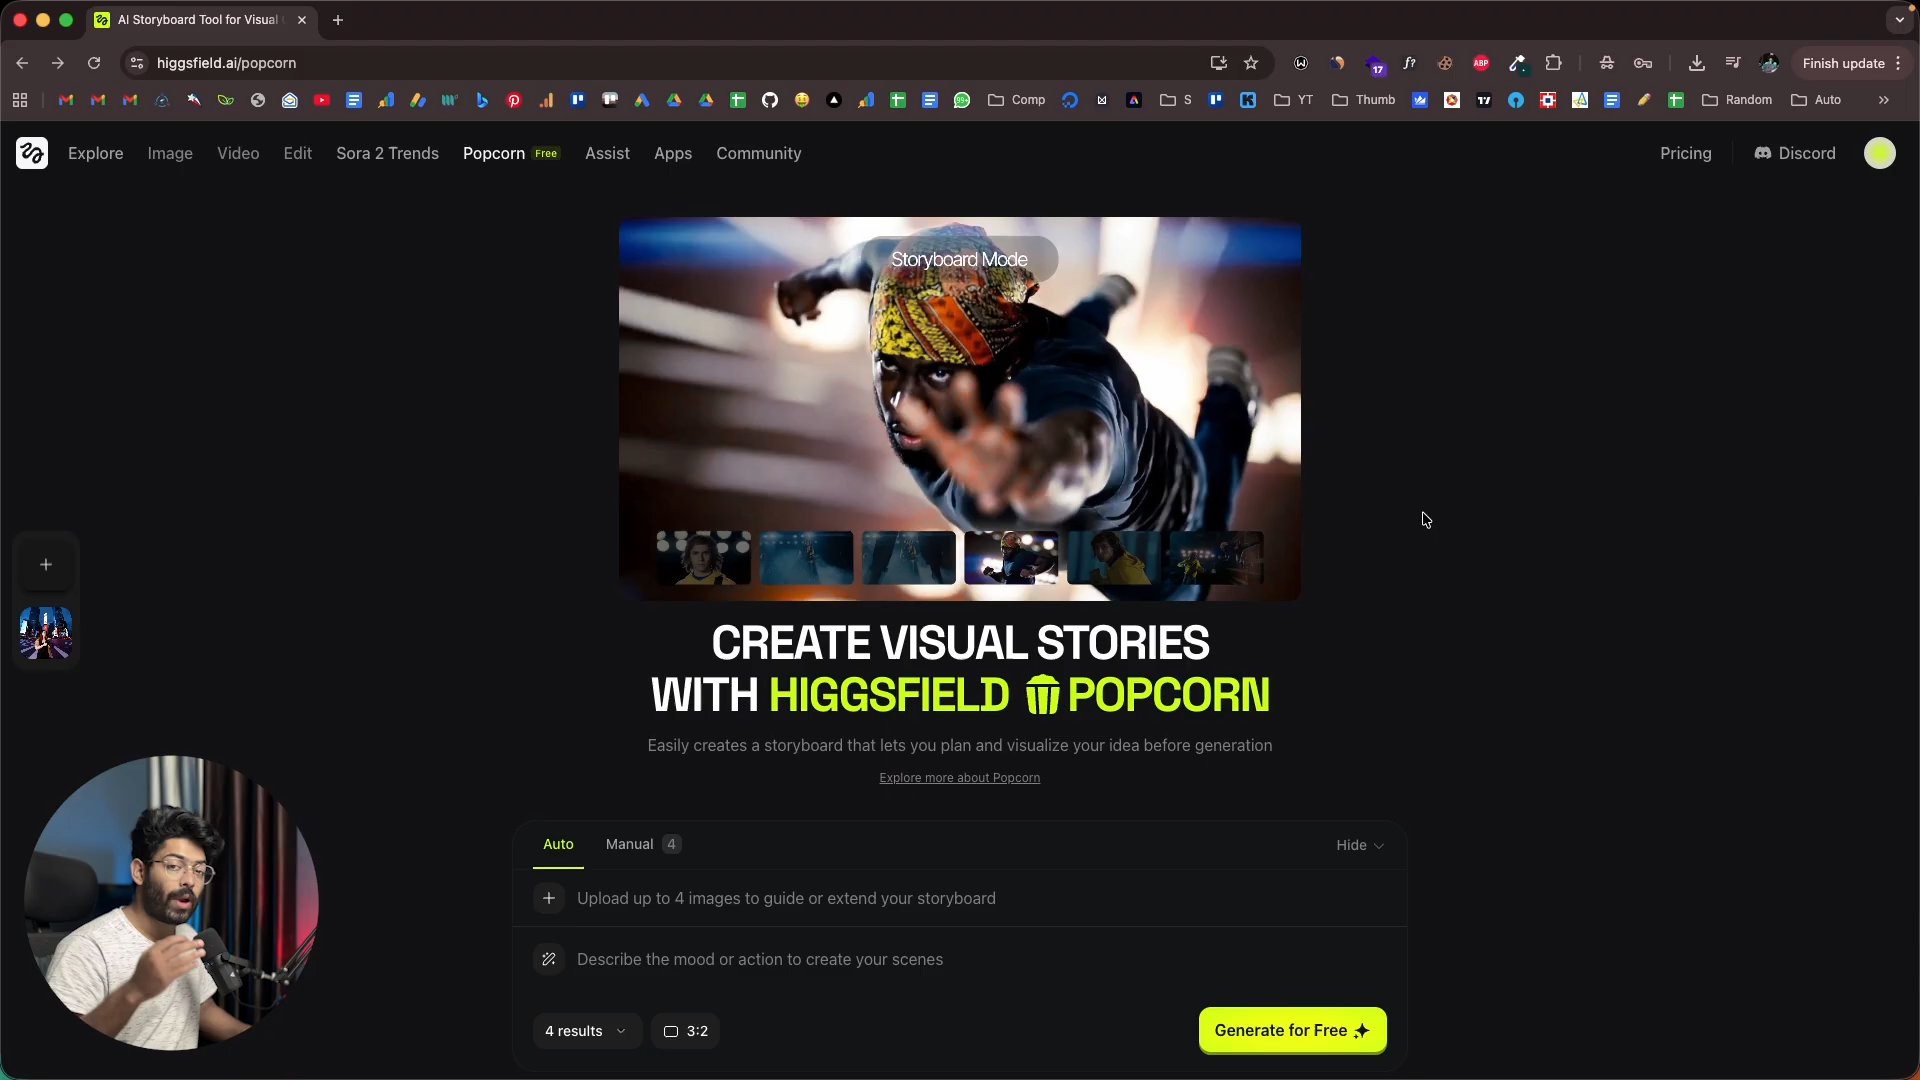 AI Storyboard Tool for Visual
higgsfield.ai/popcorn
17
f?
ABP
Finish update
99+
Comp
S
YT
Thumb
Random
Auto
Explore
Image
Video
Edit
Sora 2 Trends
Popcorn Free
Assist
Apps
Community
Pricing
Discord
Storyboard Mode
CREATE VISUAL STORIES
WITH HIGGSFIELD POPCORN
Easily creates a storyboard that lets you plan and visualize your idea before generation
Explore more about Popcorn
Auto
Manual 4
Hide
Upload up to 4 images to guide or extend your storyboard
Describe the mood or action to create your scenes
4 results
3:2
Generate for Free